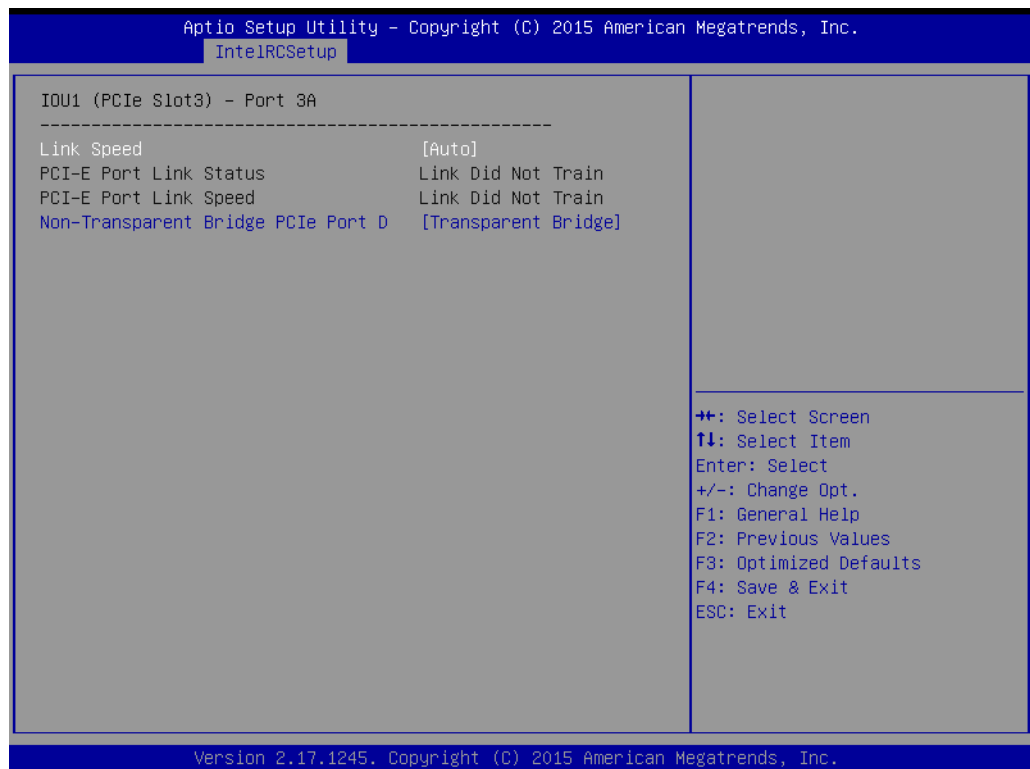 Aptio Setup Utility – Copyright (C) 2015 American Megatrends, Inc.
IntelRCSetup
IOU1 (PCIe Slot3) – Port 3A
--------------------------------------------------
Link Speed [Auto]
PCI-E Port Link Status Link Did Not Train
PCI-E Port Link Speed Link Did Not Train
Non-Transparent Bridge PCIe Port D [Transparent Bridge]
→←: Select Screen
↑↓: Select Item
Enter: Select
+/-: Change Opt.
F1: General Help
F2: Previous Values
F3: Optimized Defaults
F4: Save & Exit
ESC: Exit
Version 2.17.1245. Copyright (C) 2015 American Megatrends, Inc.